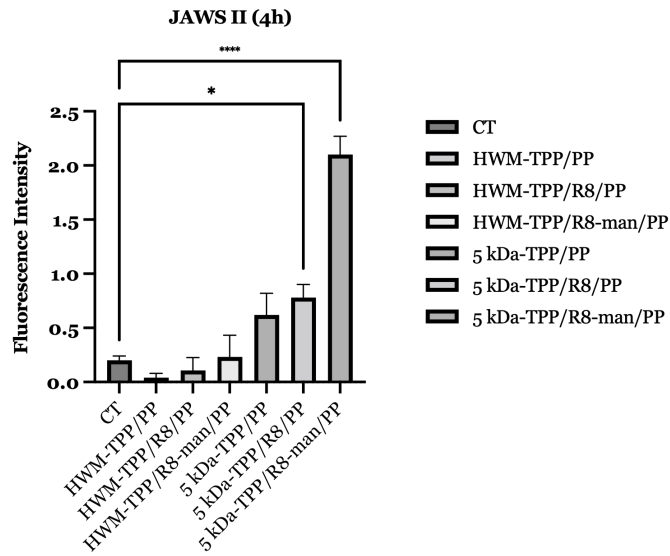 JAWS II (4h)
****
*
Fluorescence Intensity
2.5
2.0
1.5
1.0
0.5
0.0
CT
HWM-TPP/PP
HWM-TPP/R8/PP
HWM-TPP/R8-man/PP
5 kDa-TPP/PP
5 kDa-TPP/R8/PP
5 kDa-TPP/R8-man/PP
CT
HWM-TPP/PP
HWM-TPP/R8/PP
HWM-TPP/R8-man/PP
5 kDa-TPP/PP
5 kDa-TPP/R8/PP
5 kDa-TPP/R8-man/PP